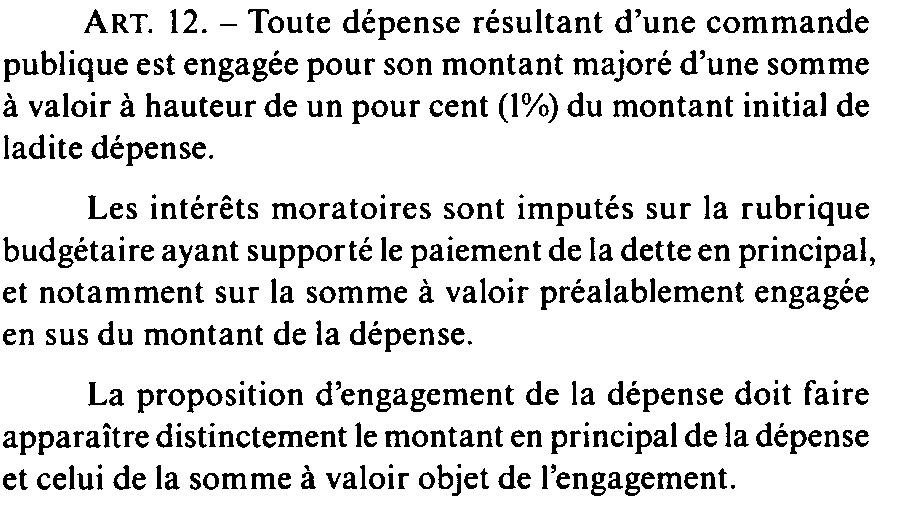 ART. 12. – Toute dépense résultant d'une commande
publique est engagée pour son montant majoré d'une somme
à valoir à hauteur de un pour cent (1%) du montant initial de
ladite dépense.
Les intérêts moratoires sont imputés sur la rubrique
budgétaire ayant supporté le paiement de la dette en principal,
et notamment sur la somme à valoir préalablement engagée
en sus du montant de la dépense.
La proposition d'engagement de la dépense doit faire
apparaître distinctement le montant en principal de la dépense
et celui de la somme à valoir objet de l'engagement.